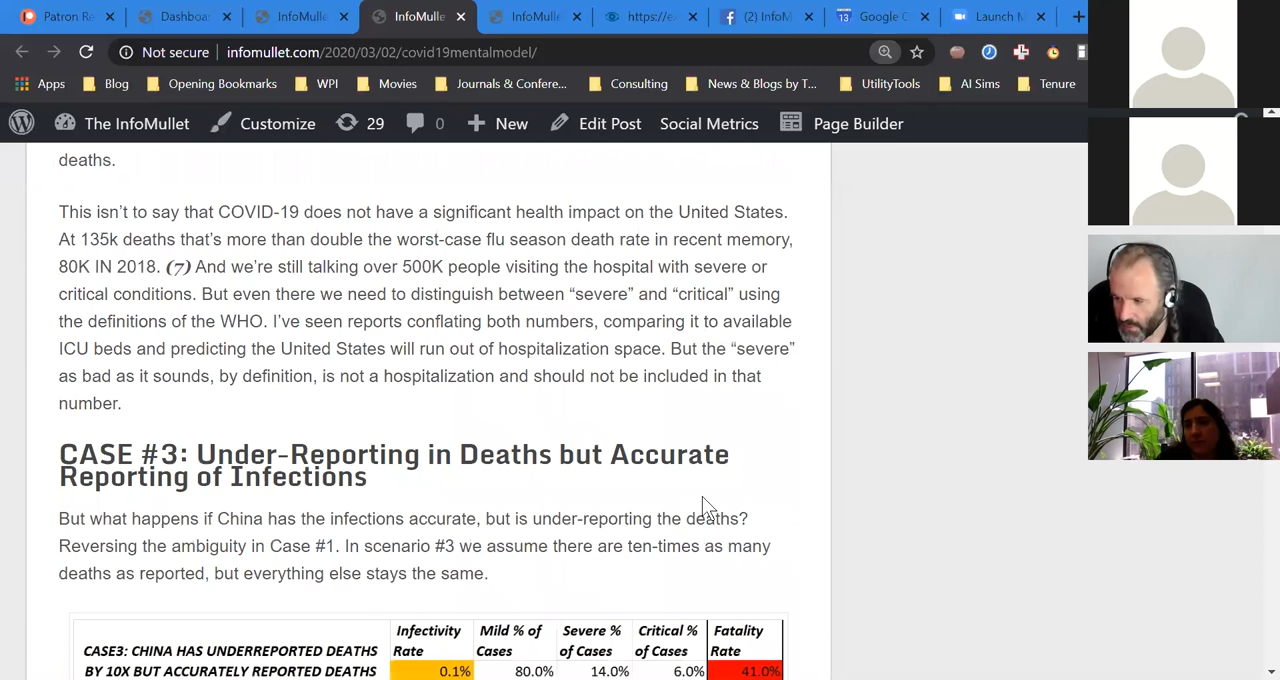 Patron Re
Dashboa
InfoMulle
InfoMulle
InfoMulle
https://e
(2) InfoM
Google C
Launch M
Not secure
infomullet.com/2020/03/02/covid19mentalmodel/
Apps
Blog
Opening Bookmarks
WPI
Movies
Journals & Confere...
Consulting
News & Blogs by T...
UtilityTools
AI Sims
Tenure
The InfoMullet
Customize
29
0
New
Edit Post
Social Metrics
Page Builder
deaths.
This isn't to say that COVID-19 does not have a significant health impact on the United States.
At 135k deaths that's more than double the worst-case flu season death rate in recent memory,
80K IN 2018. (7) And we're still talking over 500K people visiting the hospital with severe or
critical conditions. But even there we need to distinguish between “severe” and “critical” using
the definitions of the WHO. I've seen reports conflating both numbers, comparing it to available
ICU beds and predicting the United States will run out of hospitalization space. But the “severe”
as bad as it sounds, by definition, is not a hospitalization and should not be included in that
number.
CASE #3: Under-Reporting in Deaths but Accurate
Reporting of Infections
But what happens if China has the infections accurate, but is under-reporting the deaths?
Reversing the ambiguity in Case #1. In scenario #3 we assume there are ten-times as many
deaths as reported, but everything else stays the same.
Infectivity Mild % of Severe % Critical % Fatality
Rate Cases of Cases of Cases Rate
CASE3: CHINA HAS UNDERREPORTED DEATHS
BY 10X BUT ACCURATELY REPORTED DEATHS 0.1% 80.0% 14.0% 6.0% 41.0%